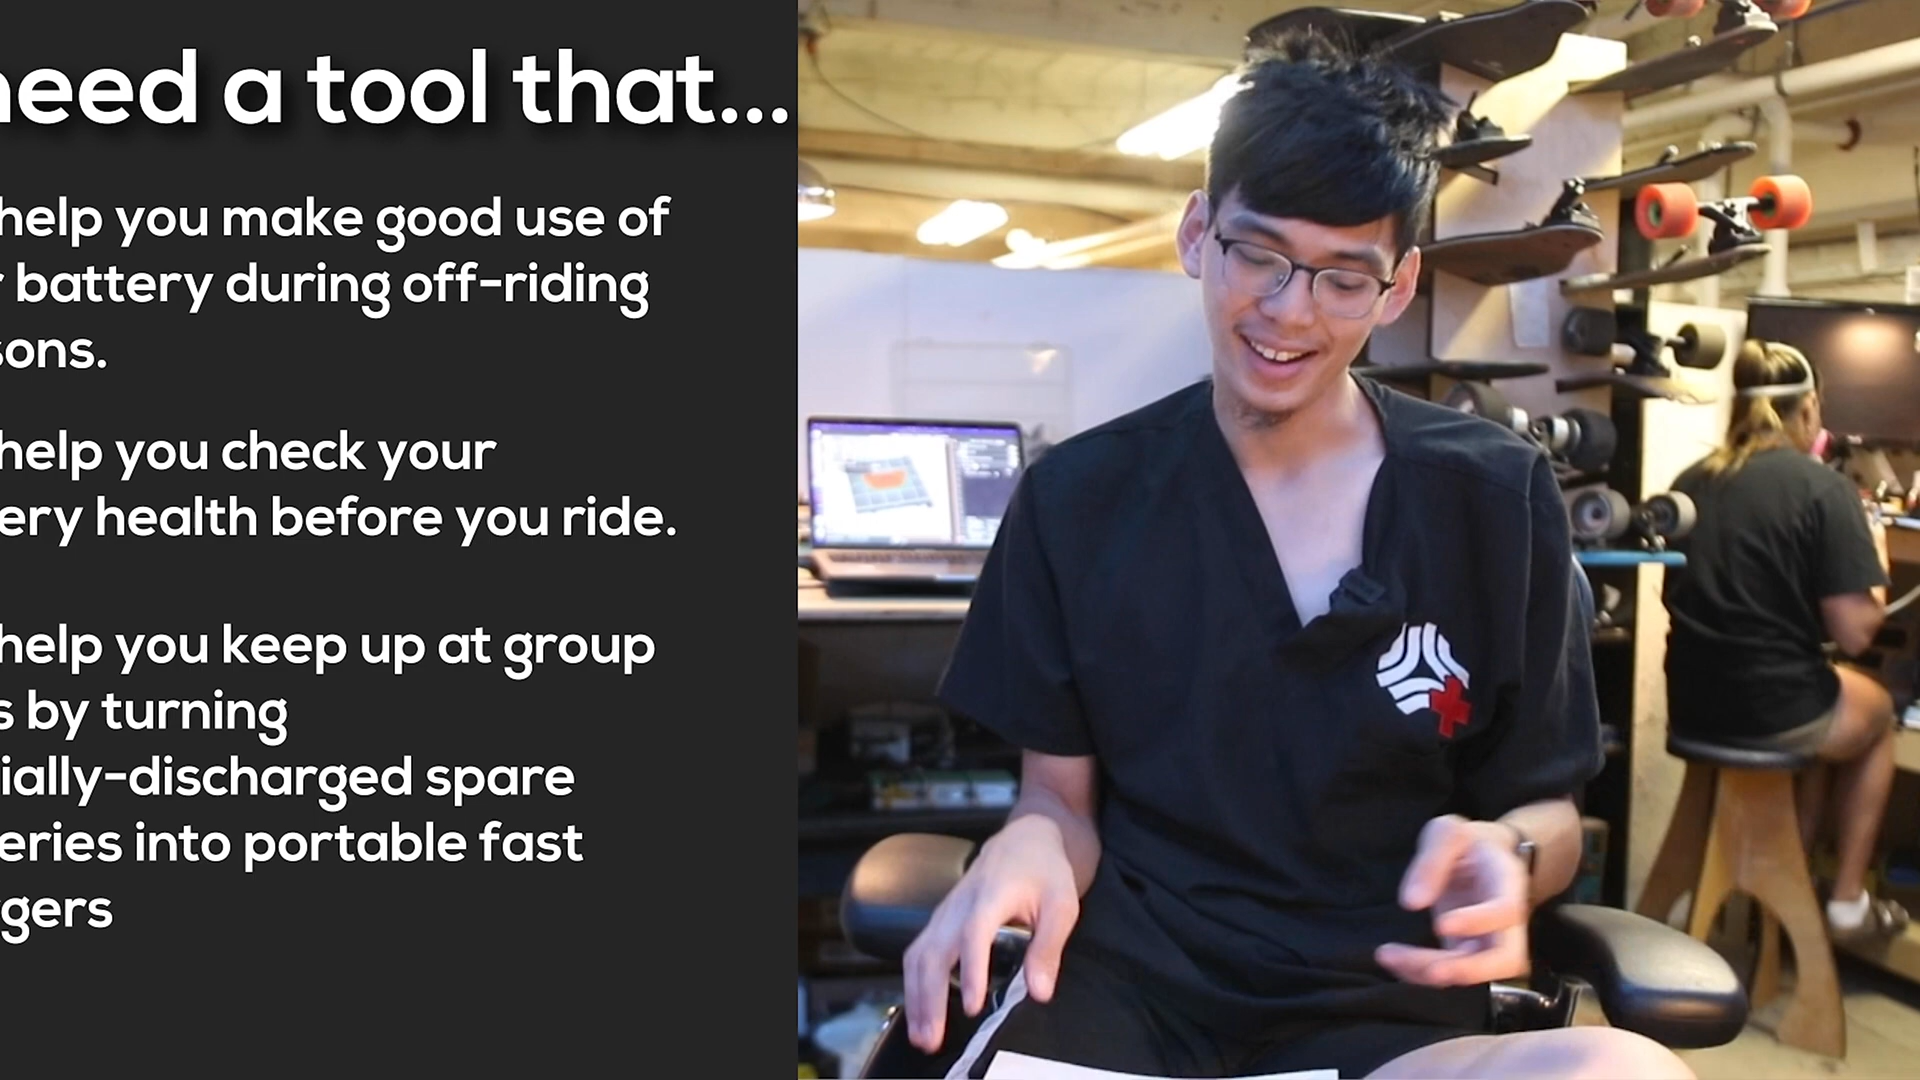 need a tool that...
help you make good use of
r battery during off-riding
sons.
help you check your
ery health before you ride.
help you keep up at group
s by turning
ially-discharged spare
eries into portable fast
gers